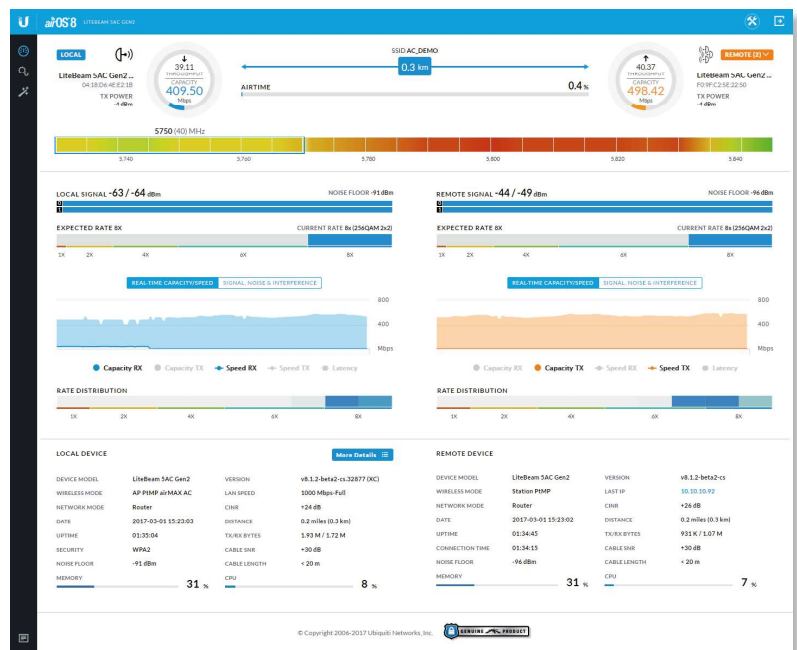 U airOS 8 LITEBEAM 5AC GEN2
LOCAL
LiteBeam 5AC Gen2 ...
04:18:D6:4E:E2:1B
TX POWER
-4 dBm
39.11
THROUGHPUT
CAPACITY
409.50
Mbps
SSID AC_DEMO
0.3 km
AIRTIME 0.4 %
40.37
THROUGHPUT
CAPACITY
498.42
Mbps
REMOTE (2)
LiteBeam 5AC Gen2 ...
F0:9F:C2:5E:22:50
TX POWER
-4 dBm
5750 (40) MHz
5.740 5.760 5.780 5.800 5.820 5.840
LOCAL SIGNAL -63 / -64 dBm NOISE FLOOR -91 dBm
0
1
EXPECTED RATE 8X CURRENT RATE 8x (256QAM 2x2)
1X 2X 4X 6X 8X
REAL-TIME CAPACITY/SPEED SIGNAL, NOISE & INTERFERENCE
800
400
Mbps
Capacity RX Capacity TX Speed RX Speed TX Latency
RATE DISTRIBUTION
1X 2X 4X 6X 8X
REMOTE SIGNAL -44 / -49 dBm NOISE FLOOR -96 dBm
0
1
EXPECTED RATE 8X CURRENT RATE 8x (256QAM 2x2)
1X 2X 4X 6X 8X
REAL-TIME CAPACITY/SPEED SIGNAL, NOISE & INTERFERENCE
800
400
Mbps
Capacity RX Capacity TX Speed RX Speed TX Latency
RATE DISTRIBUTION
1X 2X 4X 6X 8X
LOCAL DEVICE More Details
DEVICE MODEL LiteBeam 5AC Gen2 VERSION v8.1.2-beta2-cs.32877 (XC)
WIRELESS MODE AP PtMP airMAX AC LAN SPEED 1000 Mbps-Full
NETWORK MODE Router CINR +24 dB
DATE 2017-03-01 15:23:03 DISTANCE 0.2 miles (0.3 km)
UPTIME 01:35:04 TX/RX BYTES 1.93 M / 1.72 M
SECURITY WPA2 CABLE SNR +30 dB
NOISE FLOOR -91 dBm CABLE LENGTH < 20 m
MEMORY 31 % CPU 8 %
REMOTE DEVICE
DEVICE MODEL LiteBeam 5AC Gen2 VERSION v8.1.2-beta2-cs
WIRELESS MODE Station PtMP LAST IP 10.10.10.92
NETWORK MODE Router CINR +26 dB
DATE 2017-03-01 15:23:02 DISTANCE 0.2 miles (0.3 km)
UPTIME 01:34:45 TX/RX BYTES 931 K / 1.07 M
CONNECTION TIME 01:34:15 CABLE SNR +30 dB
NOISE FLOOR -96 dBm CABLE LENGTH < 20 m
MEMORY 31 % CPU 7 %
© Copyright 2006-2017 Ubiquiti Networks, Inc. GENUINE PRODUCT